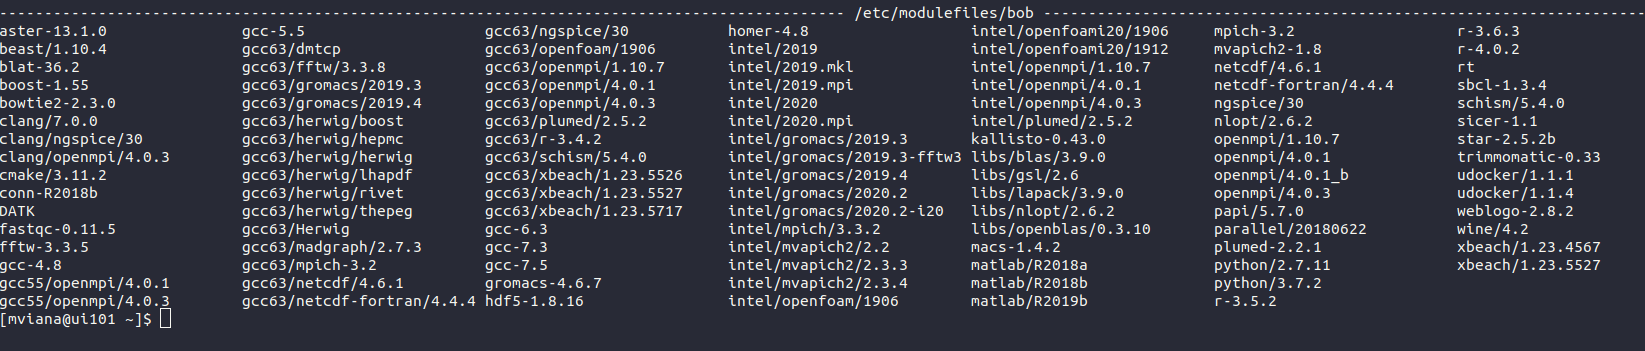 -------------------------------------------------------------------------------------------- /etc/modulefiles/bob -------------------------------------------------------------------
aster-13.1.0 gcc-5.5 gcc63/ngspice/30 homer-4.8 intel/openfoami20/1906 mpich-3.2 r-3.6.3
beast/1.10.4 gcc63/dmtcp gcc63/openfoam/1906 intel/2019 intel/openfoami20/1912 mvapich2-1.8 r-4.0.2
blat-36.2 gcc63/fftw/3.3.8 gcc63/openmpi/1.10.7 intel/2019.mkl intel/openmpi/1.10.7 netcdf/4.6.1 rt
boost-1.55 gcc63/gromacs/2019.3 gcc63/openmpi/4.0.1 intel/2019.mpi intel/openmpi/4.0.1 netcdf-fortran/4.4.4 sbcl-1.3.4
bowtie2-2.3.0 gcc63/gromacs/2019.4 gcc63/openmpi/4.0.3 intel/2020 intel/openmpi/4.0.3 ngspice/30 schism/5.4.0
clang/7.0.0 gcc63/herwig/boost gcc63/plumed/2.5.2 intel/2020.mpi intel/plumed/2.5.2 nlopt/2.6.2 sicer-1.1
clang/ngspice/30 gcc63/herwig/hepmc gcc63/r-3.4.2 intel/gromacs/2019.3 kallisto-0.43.0 openmpi/1.10.7 star-2.5.2b
clang/openmpi/4.0.3 gcc63/herwig/herwig gcc63/schism/5.4.0 intel/gromacs/2019.3-fftw3 libs/blas/3.9.0 openmpi/4.0.1 trimmomatic-0.33
cmake/3.11.2 gcc63/herwig/lhapdf gcc63/xbeach/1.23.5526 intel/gromacs/2019.4 libs/gsl/2.6 openmpi/4.0.1_b udocker/1.1.1
conn-R2018b gcc63/herwig/rivet gcc63/xbeach/1.23.5527 intel/gromacs/2020.2 libs/lapack/3.9.0 openmpi/4.0.3 udocker/1.1.4
DATK gcc63/herwig/thepeg gcc63/xbeach/1.23.5717 intel/gromacs/2020.2-i20 libs/nlopt/2.6.2 papi/5.7.0 weblogo-2.8.2
fastqc-0.11.5 gcc63/Herwig gcc-6.3 intel/mpich/3.3.2 libs/openblas/0.3.10 parallel/20180622 wine/4.2
fftw-3.3.5 gcc63/madgraph/2.7.3 gcc-7.3 intel/mvapich2/2.2 macs-1.4.2 plumed-2.2.1 xbeach/1.23.4567
gcc-4.8 gcc63/mpich-3.2 gcc-7.5 intel/mvapich2/2.3.3 matlab/R2018a python/2.7.11 xbeach/1.23.5527
gcc55/openmpi/4.0.1 gcc63/netcdf/4.6.1 gromacs-4.6.7 intel/mvapich2/2.3.4 matlab/R2018b python/3.7.2
gcc55/openmpi/4.0.3 gcc63/netcdf-fortran/4.4.4 hdf5-1.8.16 intel/openfoam/1906 matlab/R2019b r-3.5.2
[mviana@ui101 ~]$